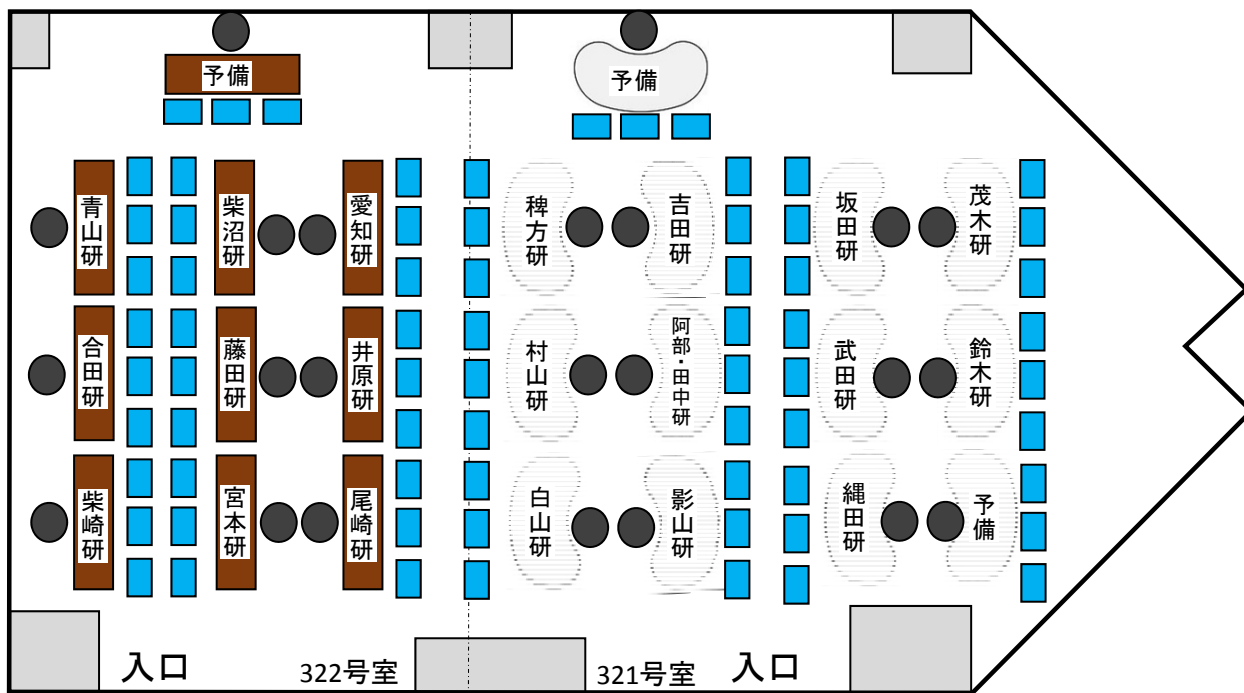 予備
予備
青山研
柴沼研
愛知研
稗方研
吉田研
坂田研
茂木研
合田研
藤田研
井原研
村山研
阿部・田中研
武田研
鈴木研
柴崎研
宮本研
尾崎研
白山研
影山研
縄田研
予備
入口
322号室
321号室
入口